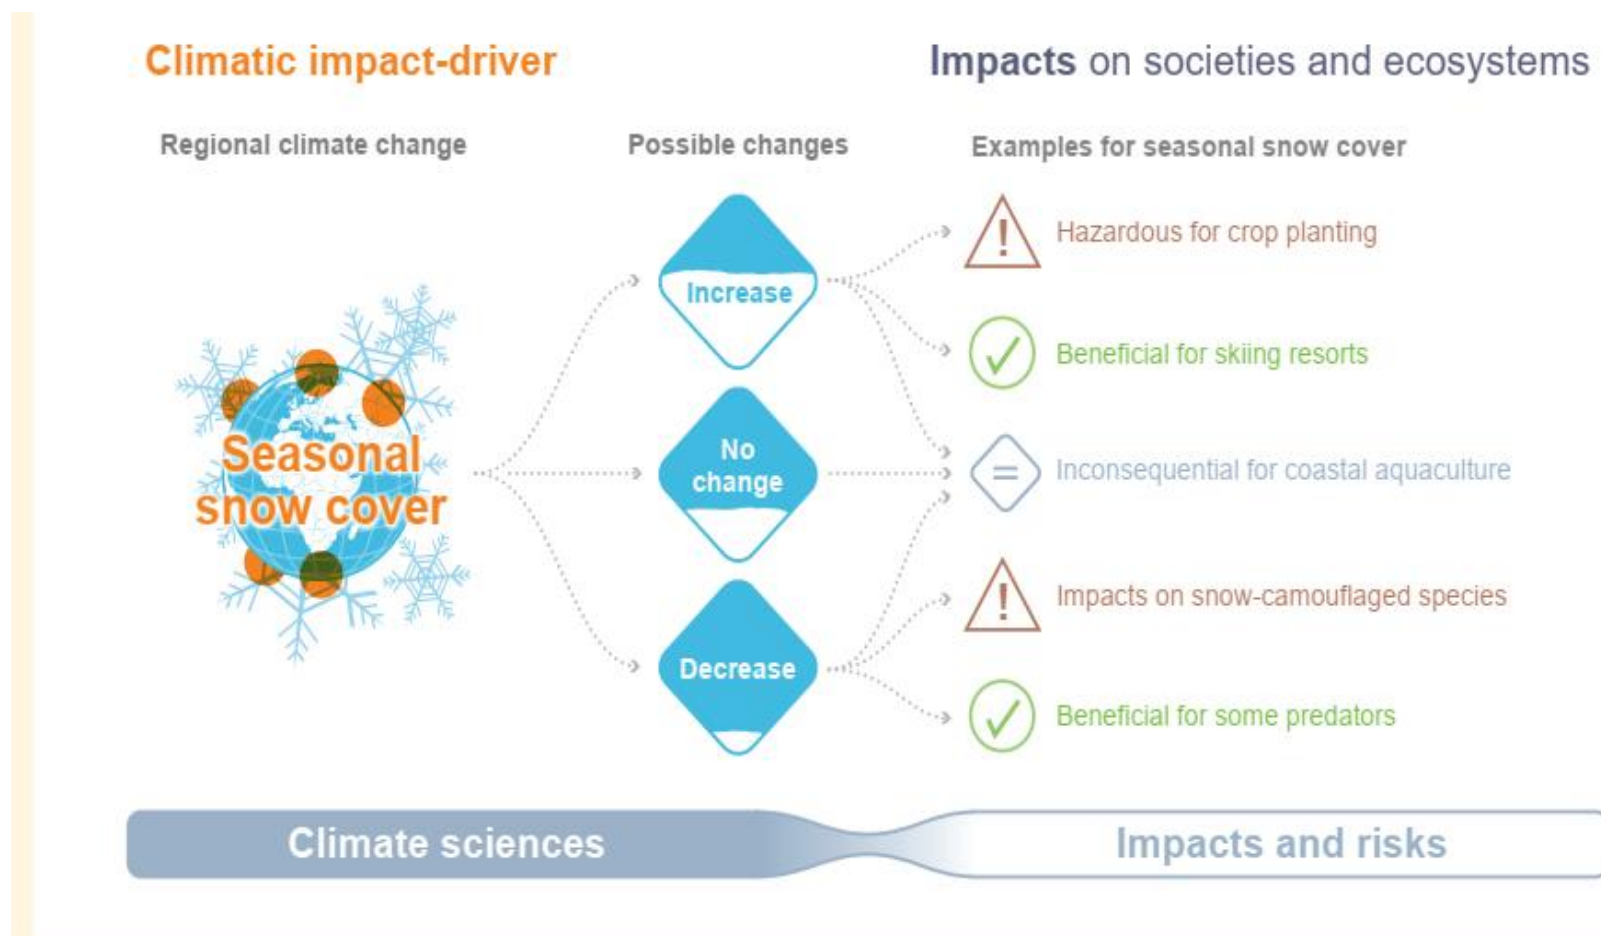 Climatic impact-driver
Impacts on societies and ecosystems
Regional climate change
Possible changes
Examples for seasonal snow cover
Seasonal
snow cover
Increase
No
change
Decrease
! Hazardous for crop planting
Beneficial for skiing resorts
= Inconsequential for coastal aquaculture
! Impacts on snow-camouflaged species
Beneficial for some predators
Climate sciences
Impacts and risks